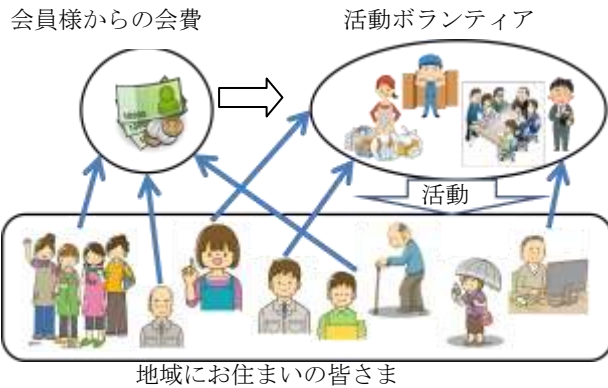 会員様からの会費
活動ボランティア
活動
地域にお住まいの皆さま